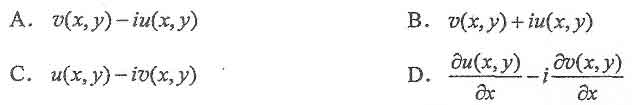 A. v(x, y) − iu(x, y)    B. v(x, y) + iu(x, y)
C. u(x, y) − iv(x, y)    D. ∂u(x, y)/∂x − i ∂v(x, y)/∂x